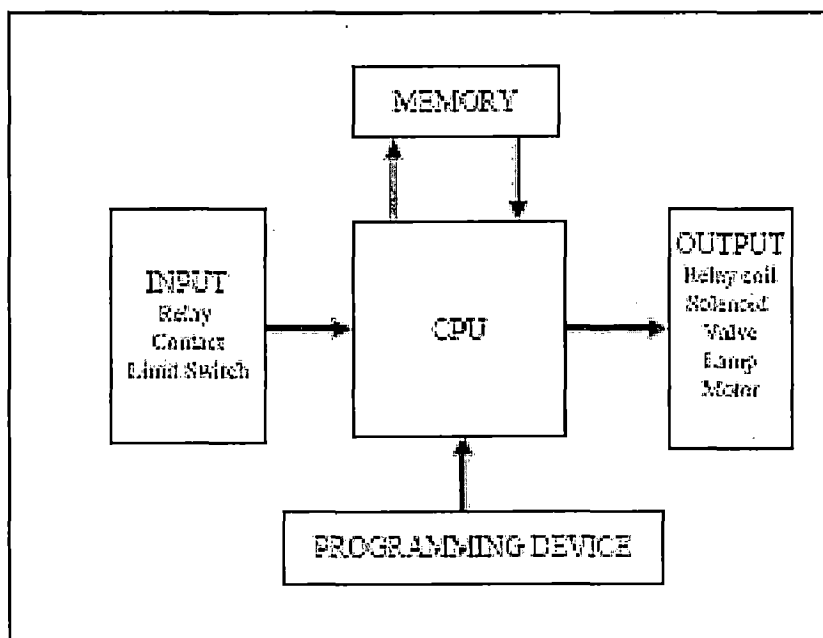 MEMORY
INPUT
Relay
Contact
Limit Switch
CPU
OUTPUT
Relay coil
Solenoid
Valve
Lamp
Motor
PROGRAMMING DEVICE